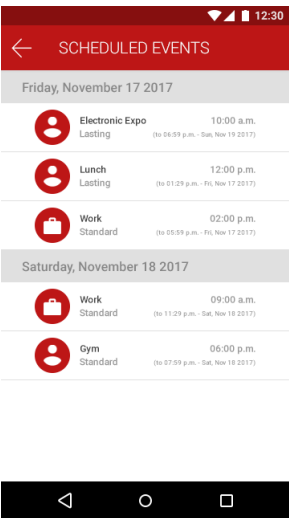 12:30
SCHEDULED EVENTS
Friday, November 17 2017
Electronic Expo 10:00 a.m.
Lasting (to 06:59 p.m. - Sun, Nov 19 2017)
Lunch 12:00 p.m.
Lasting (to 01:29 p.m. - Fri, Nov 17 2017)
Work 02:00 p.m.
Standard (to 05:59 p.m. - Fri, Nov 17 2017)
Saturday, November 18 2017
Work 09:00 a.m.
Standard (to 11:29 p.m. - Sat, Nov 18 2017)
Gym 06:00 p.m.
Standard (to 07:59 p.m. - Sat, Nov 18 2017)